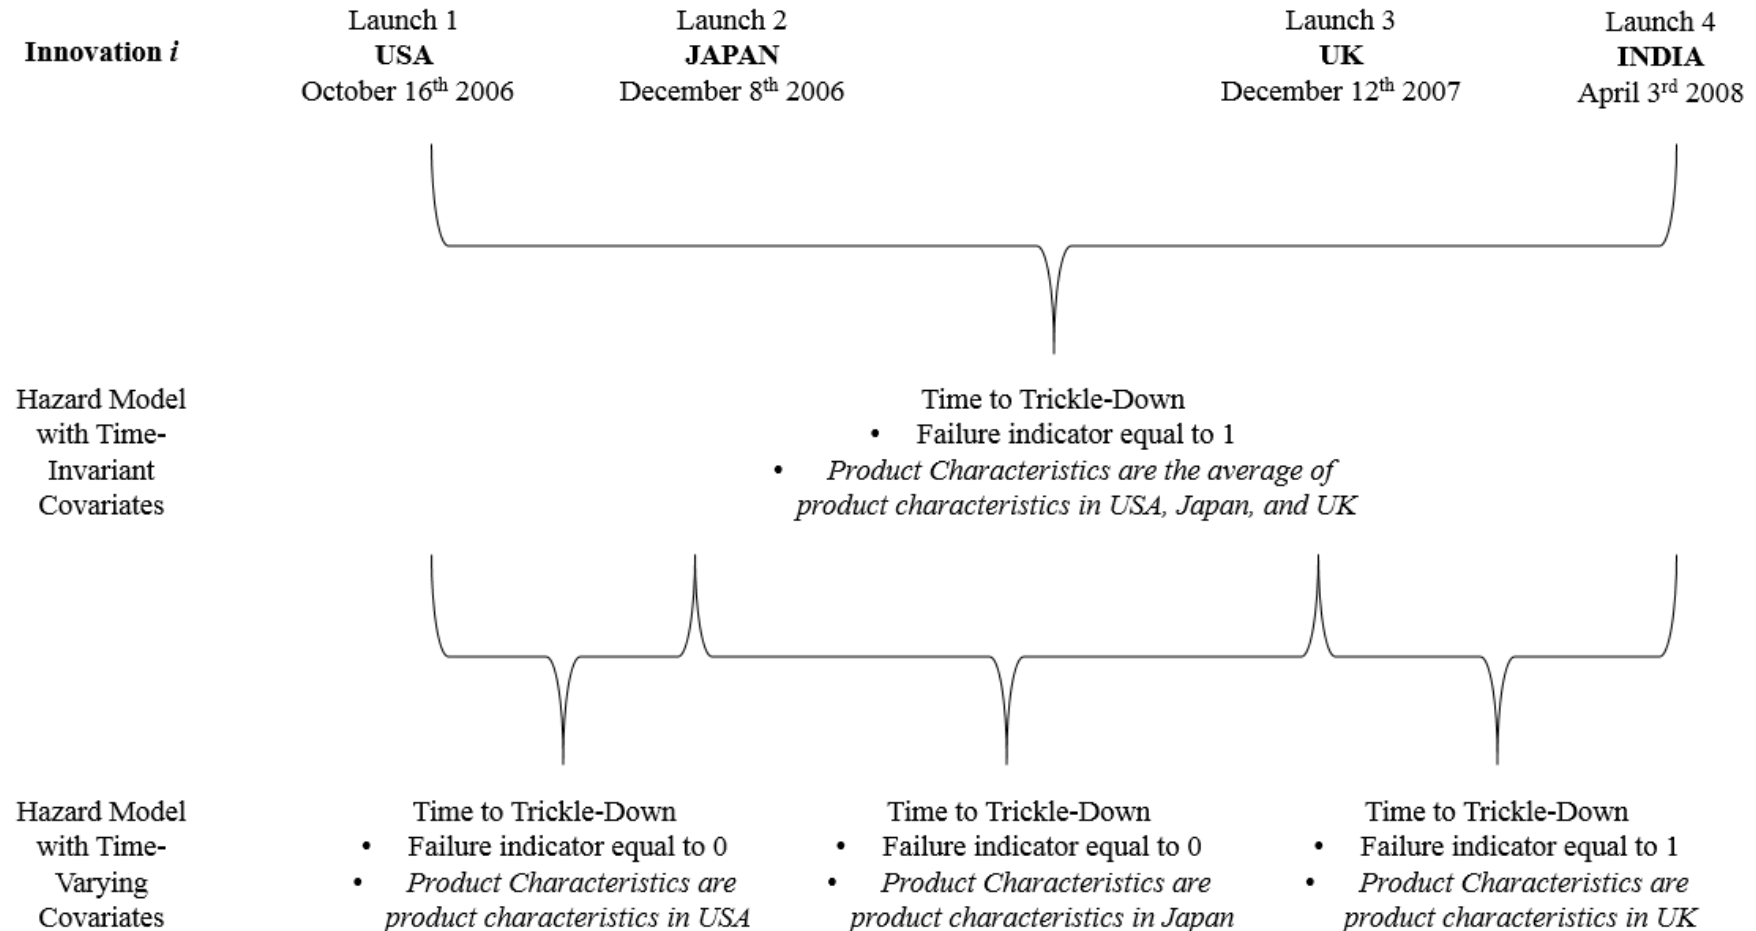 Innovation i
Launch 1
USA
October 16th 2006
Launch 2
JAPAN
December 8th 2006
Launch 3
UK
December 12th 2007
Launch 4
INDIA
April 3rd 2008
Hazard Model
with Time-
Invariant
Covariates
Time to Trickle-Down
• Failure indicator equal to 1
• Product Characteristics are the average of
product characteristics in USA, Japan, and UK
Hazard Model
with Time-
Varying
Covariates
Time to Trickle-Down
• Failure indicator equal to 0
• Product Characteristics are
product characteristics in USA
Time to Trickle-Down
• Failure indicator equal to 0
• Product Characteristics are
product characteristics in Japan
Time to Trickle-Down
• Failure indicator equal to 1
• Product Characteristics are
product characteristics in UK